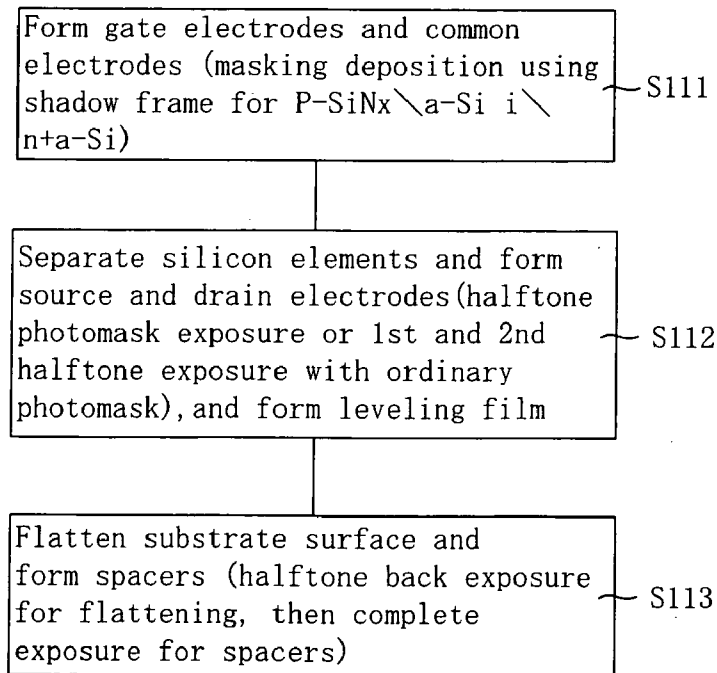 Form gate electrodes and common
electrodes (masking deposition using
shadow frame for P-SiNx\a-Si i\
n+a-Si)
S111
Separate silicon elements and form
source and drain electrodes(halftone
photomask exposure or 1st and 2nd
halftone exposure with ordinary
photomask),and form leveling film
S112
Flatten substrate surface and
form spacers (halftone back exposure
for flattening, then complete
exposure for spacers)
S113